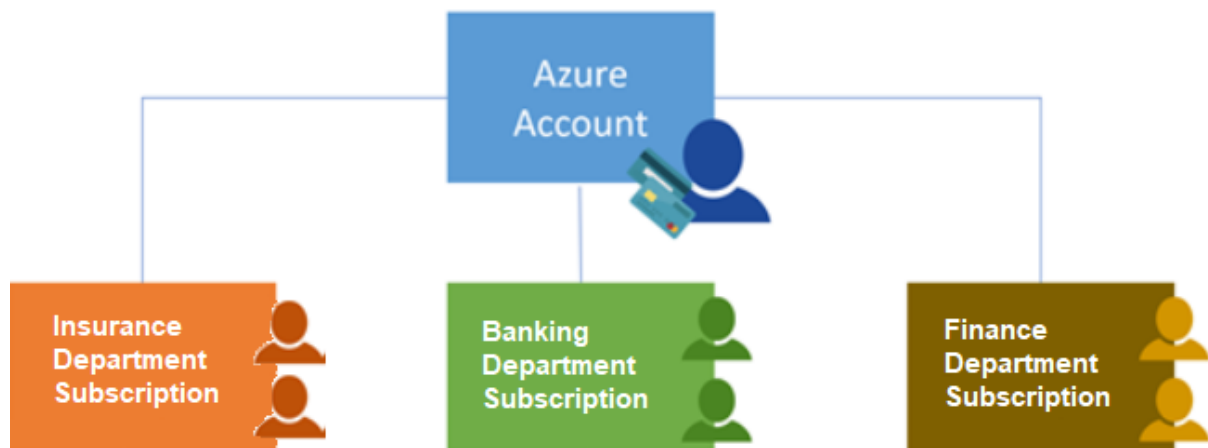 Azure
Account
Insurance
Department
Subscription
Banking
Department
Subscription
Finance
Department
Subscription